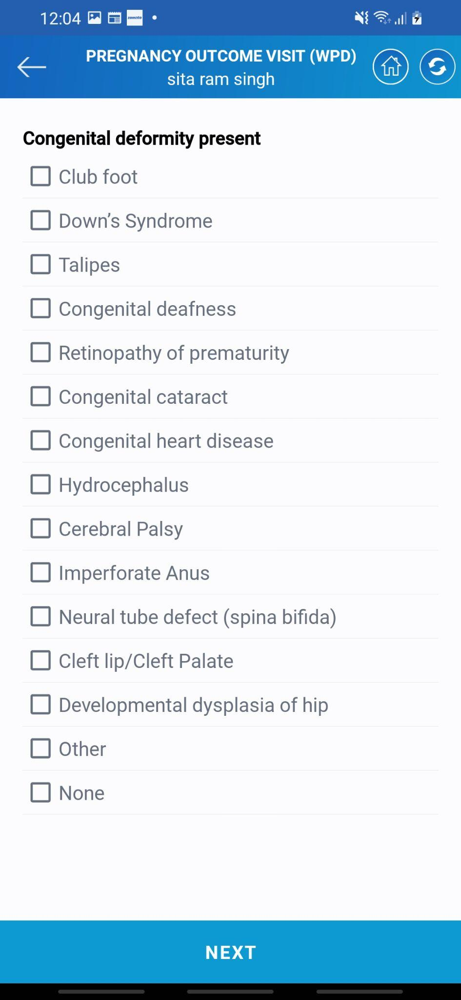 12:04 zomato
PREGNANCY OUTCOME VISIT (WPD)
sita ram singh
Congenital deformity present
Club foot
Down’s Syndrome
Talipes
Congenital deafness
Retinopathy of prematurity
Congenital cataract
Congenital heart disease
Hydrocephalus
Cerebral Palsy
Imperforate Anus
Neural tube defect (spina bifida)
Cleft lip/Cleft Palate
Developmental dysplasia of hip
Other
None
NEXT